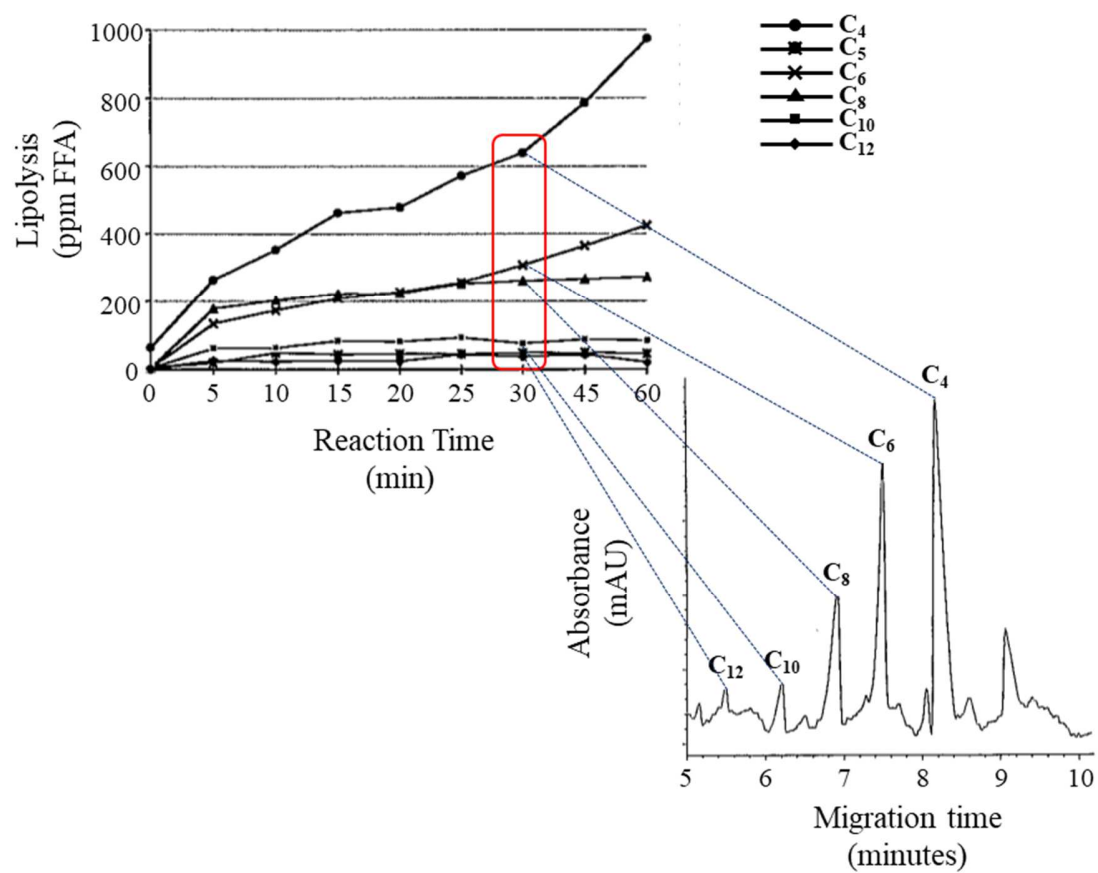 1000
800
600
400
200
0
Lipolysis
(ppm FFA)
0 5 10 15 20 25 30 45 60
Reaction Time
(min)
C₄
C₅
C₆
C₈
C₁₀
C₁₂
C₄
C₆
C₈
C₁₀
C₁₂
Absorbance
(mAU)
5 6 7 8 9 10
Migration time
(minutes)